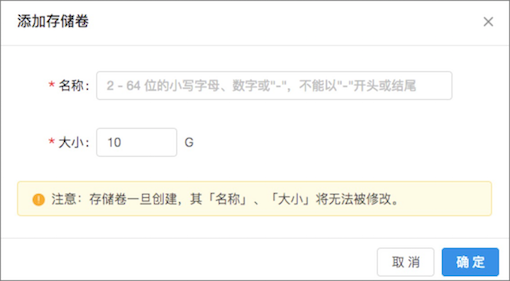 添加存储卷
* 名称：
2 - 64 位的小写字母、数字或"-"，不能以"-"开头或结尾
* 大小：
10
G
注意：存储卷一旦创建，其「名称」、「大小」将无法被修改。
取 消
确 定